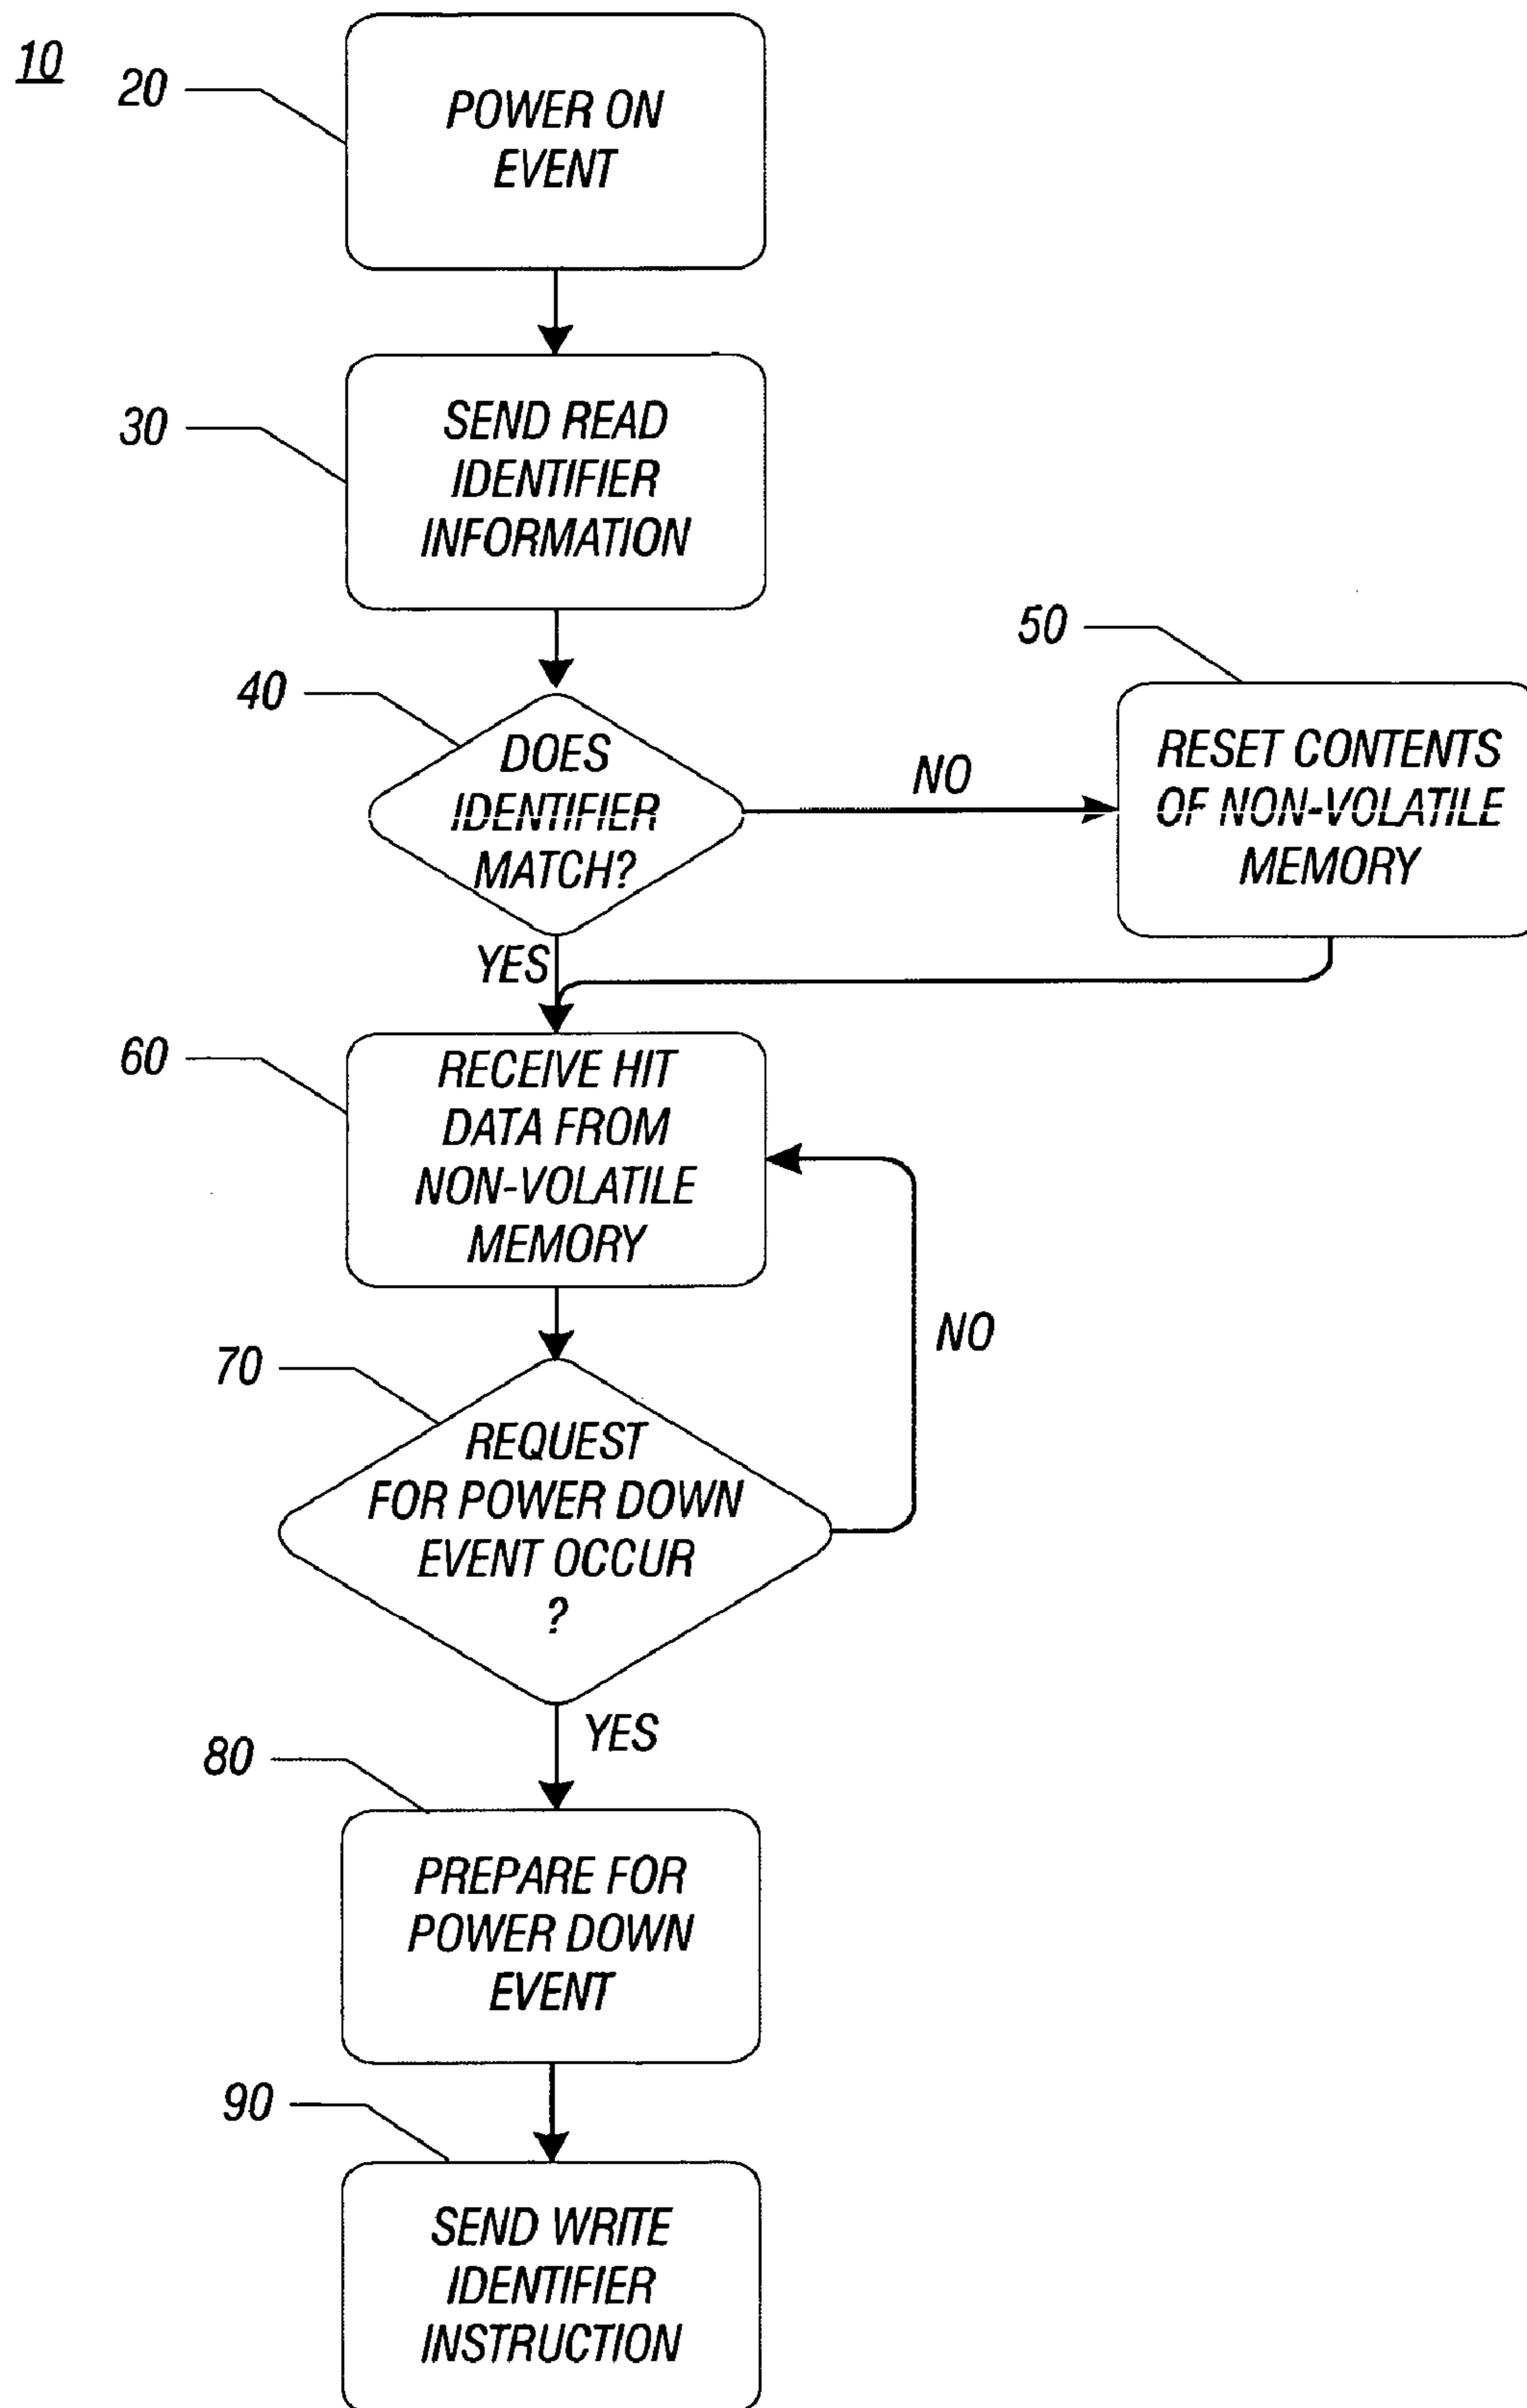 10
20
POWER ON
EVENT
30
SEND READ
IDENTIFIER
INFORMATION
40
DOES
IDENTIFIER
MATCH?
NO
50
RESET CONTENTS
OF NON-VOLATILE
MEMORY
YES
60
RECEIVE HIT
DATA FROM
NON-VOLATILE
MEMORY
NO
70
REQUEST
FOR POWER DOWN
EVENT OCCUR
?
YES
80
PREPARE FOR
POWER DOWN
EVENT
90
SEND WRITE
IDENTIFIER
INSTRUCTION